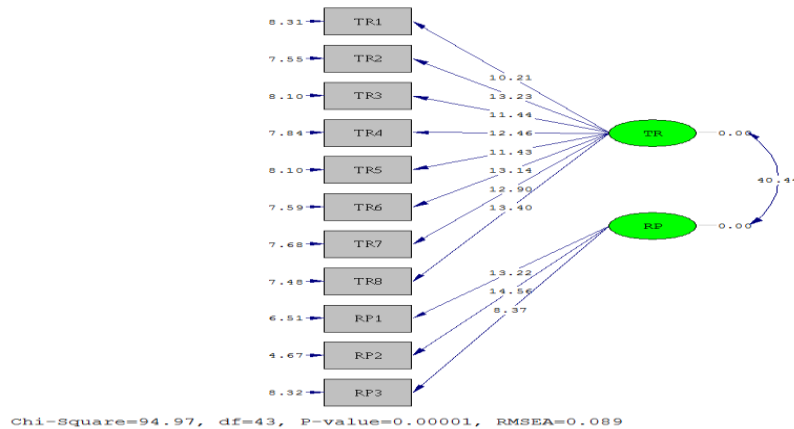 8.31 TR1
7.55 TR2
10.21
8.10 TR3
13.23
11.44
7.84 TR4 12.46 TR 0.00
8.10 TR5 11.43
13.14
40.4
7.59 TR6 12.90
13.40
RP 0.00
7.68 TR7
13.22
7.48 TR8 14.56
8.37
6.51 RP1
4.67 RP2
8.32 RP3
Chi-Square=94.97, df=43, P-value=0.00001, RMSEA=0.089